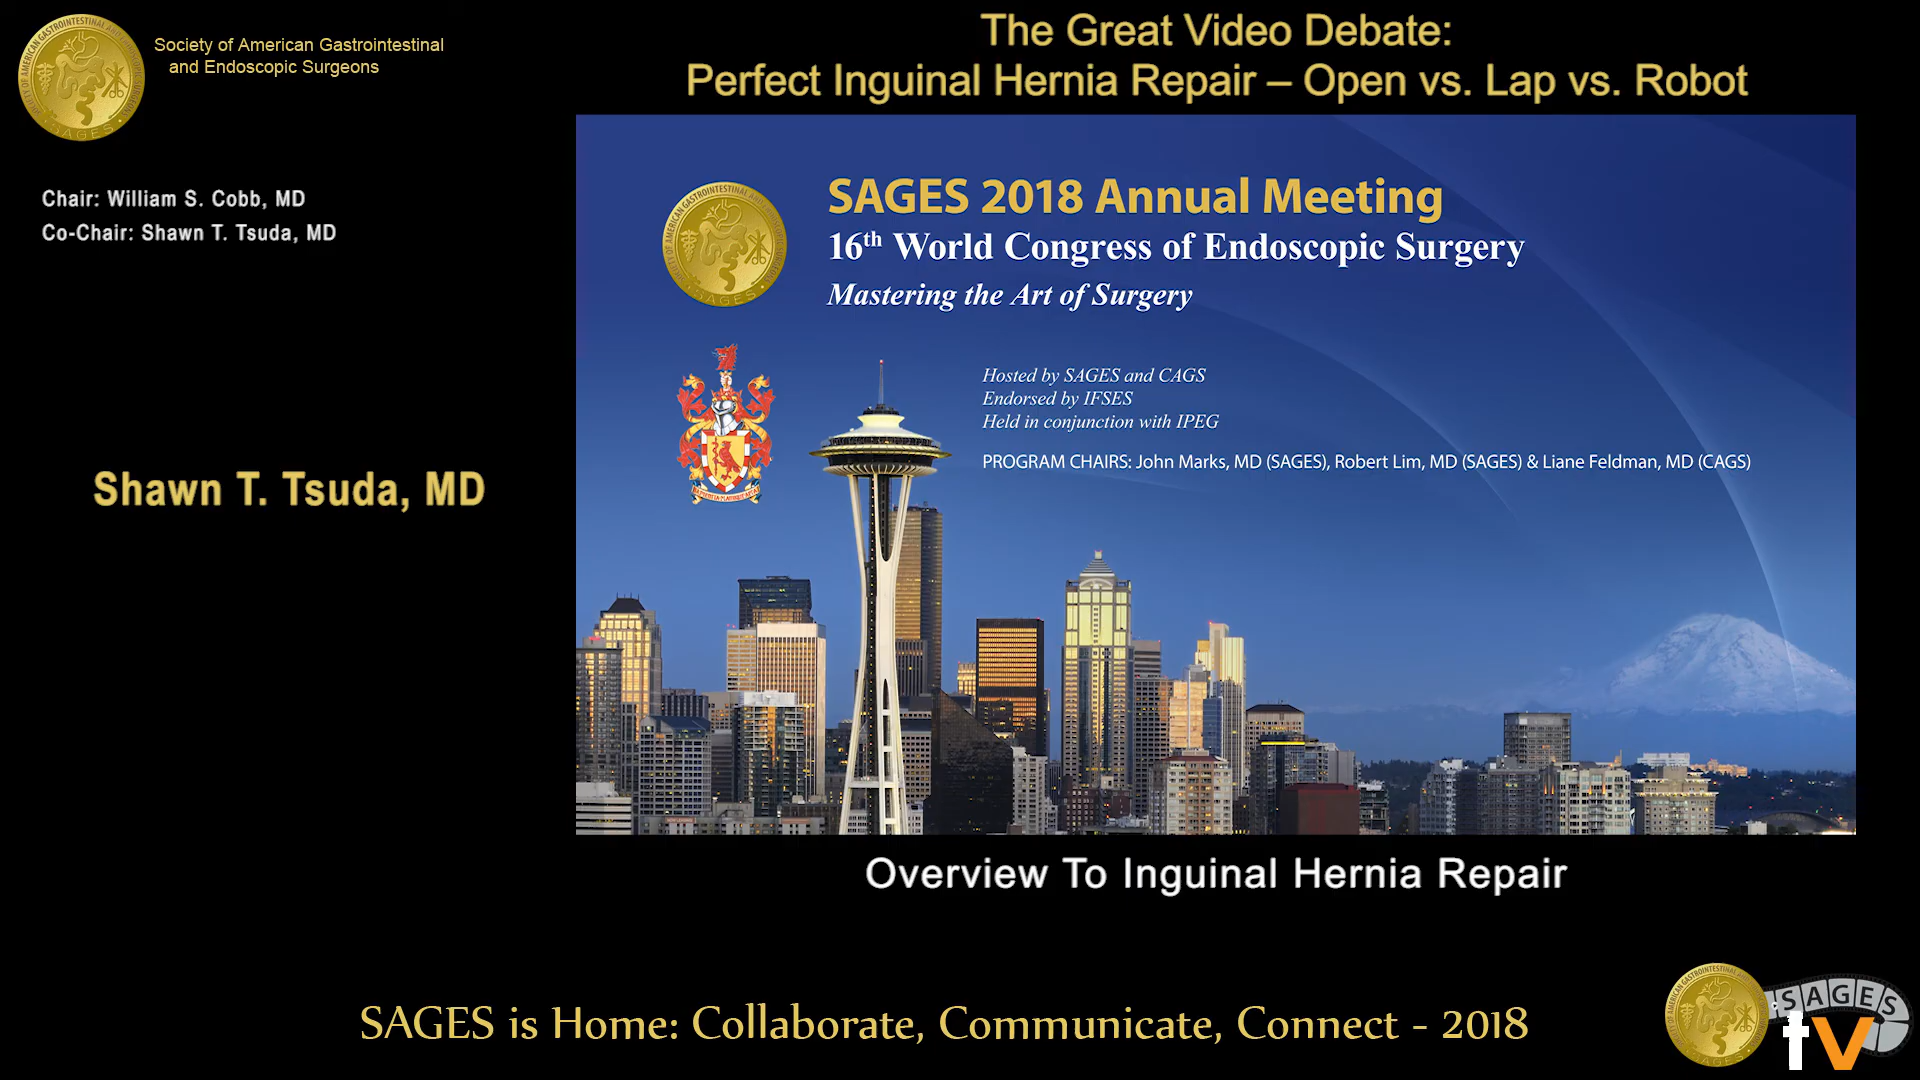 Society of American Gastrointestinal
and Endoscopic Surgeons
The Great Video Debate:
Perfect Inguinal Hernia Repair – Open vs. Lap vs. Robot
Chair: William S. Cobb, MD
Co-Chair: Shawn T. Tsuda, MD
Shawn T. Tsuda, MD
SAGES 2018 Annual Meeting
16th World Congress of Endoscopic Surgery
Mastering the Art of Surgery
Hosted by SAGES and CAGS
Endorsed by IFSES
Held in conjunction with IPEG
PROGRAM CHAIRS: John Marks, MD (SAGES), Robert Lim, MD (SAGES) & Liane Feldman, MD (CAGS)
Overview To Inguinal Hernia Repair
SAGES is Home: Collaborate, Communicate, Connect - 2018
SAGES
tv